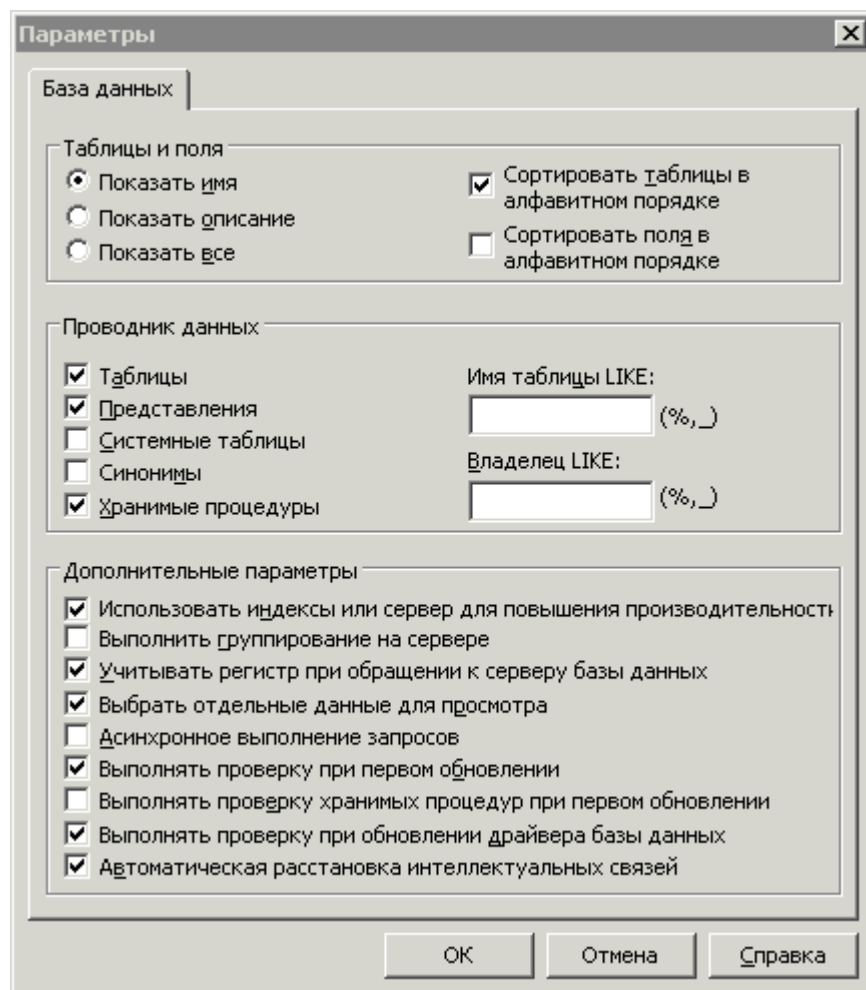 Параметры
База данных
Таблицы и поля
Показать имя
Показать описание
Показать все
Сортировать таблицы в
алфавитном порядке
Сортировать поля в
алфавитном порядке
Проводник данных
Таблицы
Представления
Системные таблицы
Синонимы
Хранимые процедуры
Имя таблицы LIKE:
(%,_)
Владелец LIKE:
(%,_)
Дополнительные параметры
Использовать индексы или сервер для повышения производительности
Выполнить группирование на сервере
Учитывать регистр при обращении к серверу базы данных
Выбрать отдельные данные для просмотра
Асинхронное выполнение запросов
Выполнять проверку при первом обновлении
Выполнять проверку хранимых процедур при первом обновлении
Выполнять проверку при обновлении драйвера базы данных
Автоматическая расстановка интеллектуальных связей
ОК
Отмена
Справка